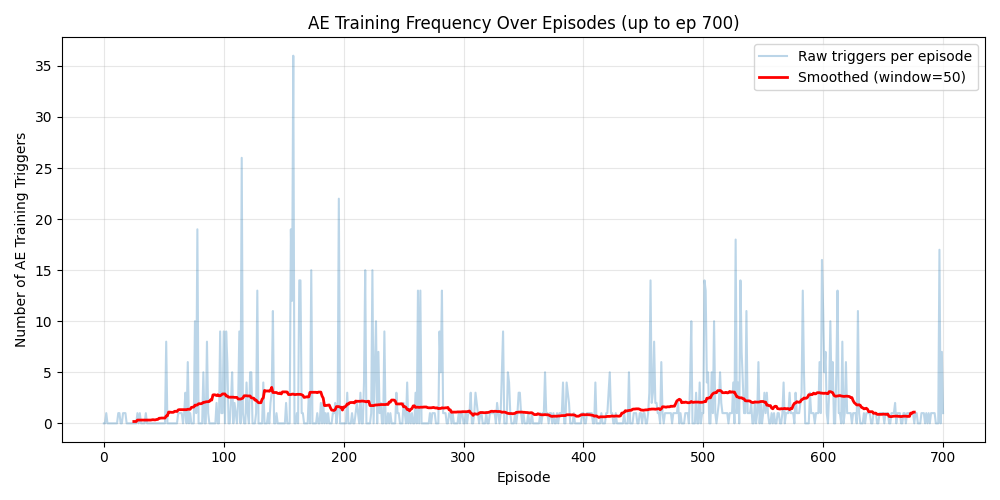 AE Training Frequency Over Episodes (up to ep 700)
Raw triggers per episode
Smoothed (window=50)
Number of AE Training Triggers
35
30
25
20
15
10
5
0
0 100 200 300 400 500 600 700
Episode